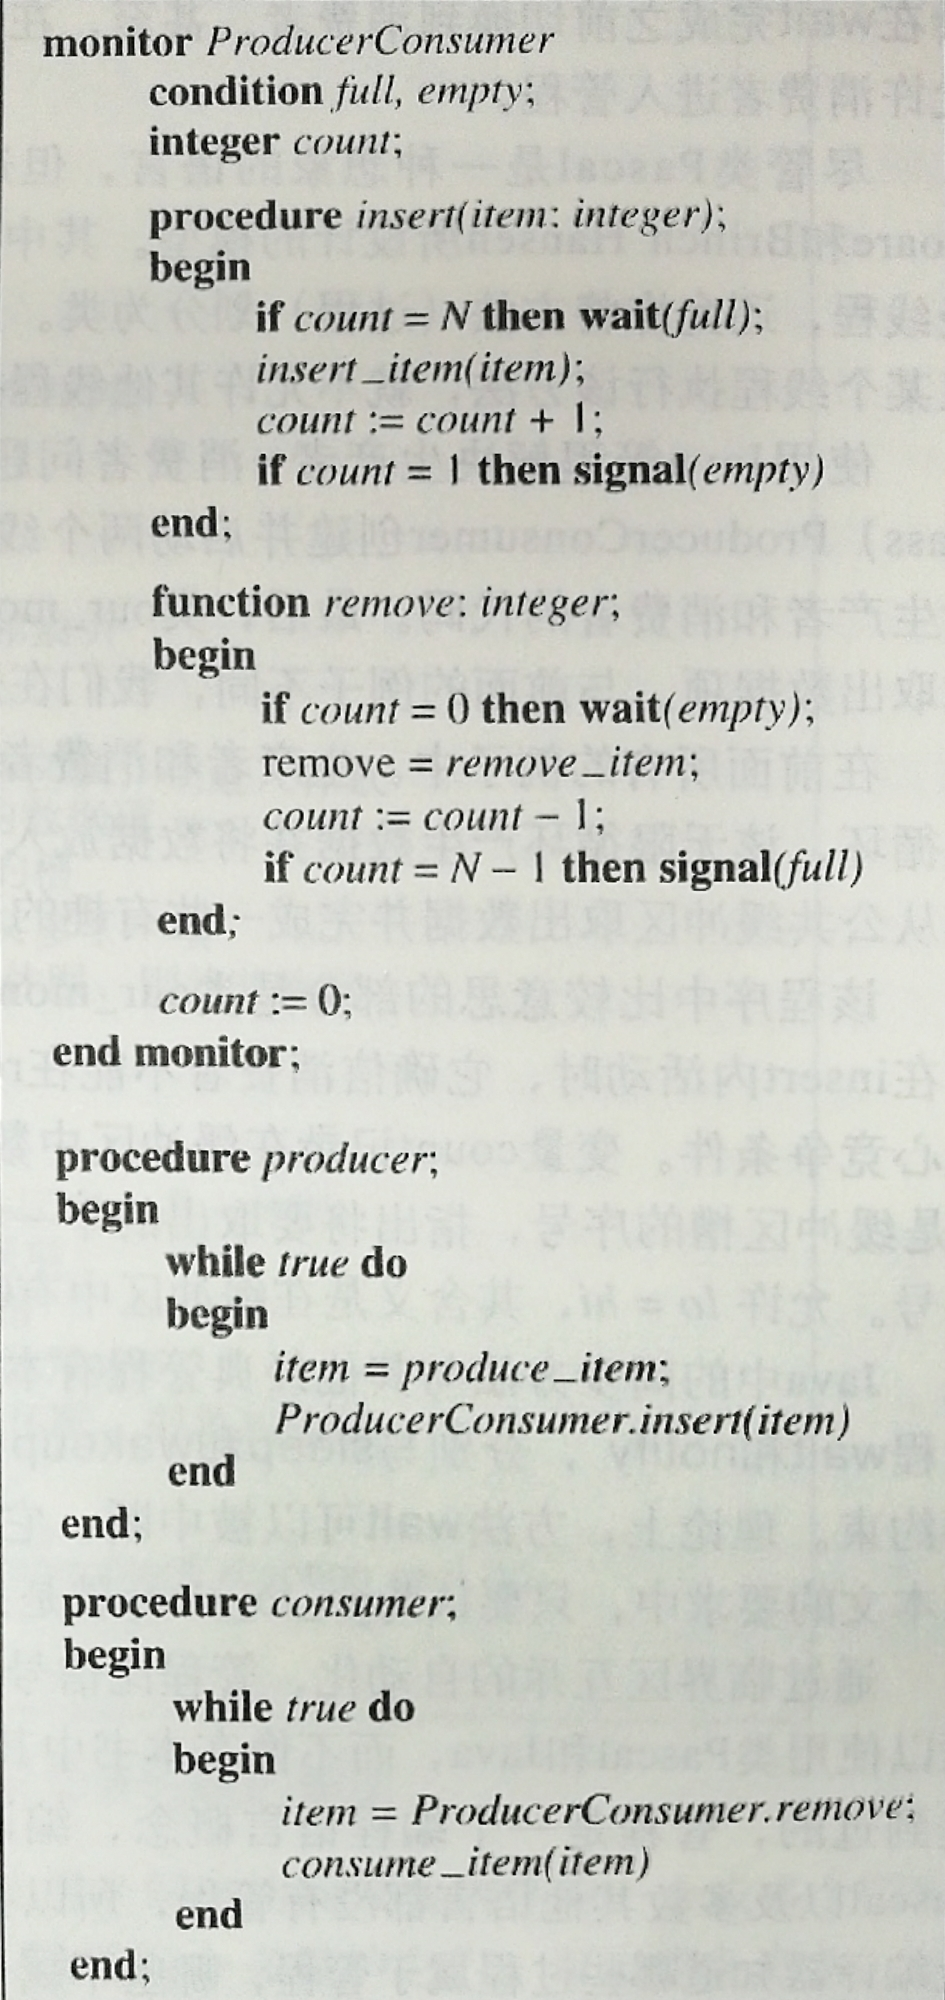 monitor ProducerConsumer
condition full, empty;
integer count;
procedure insert(item: integer);
begin
if count = N then wait(full);
insert_item(item);
count := count + 1;
if count = 1 then signal(empty)
end;
function remove: integer;
begin
if count = 0 then wait(empty);
remove = remove_item;
count := count − 1;
if count = N − 1 then signal(full)
end;
count := 0;
end monitor;
procedure producer;
begin
while true do
begin
item = produce_item;
ProducerConsumer.insert(item)
end
end;
procedure consumer;
begin
while true do
begin
item = ProducerConsumer.remove;
consume_item(item)
end
end;